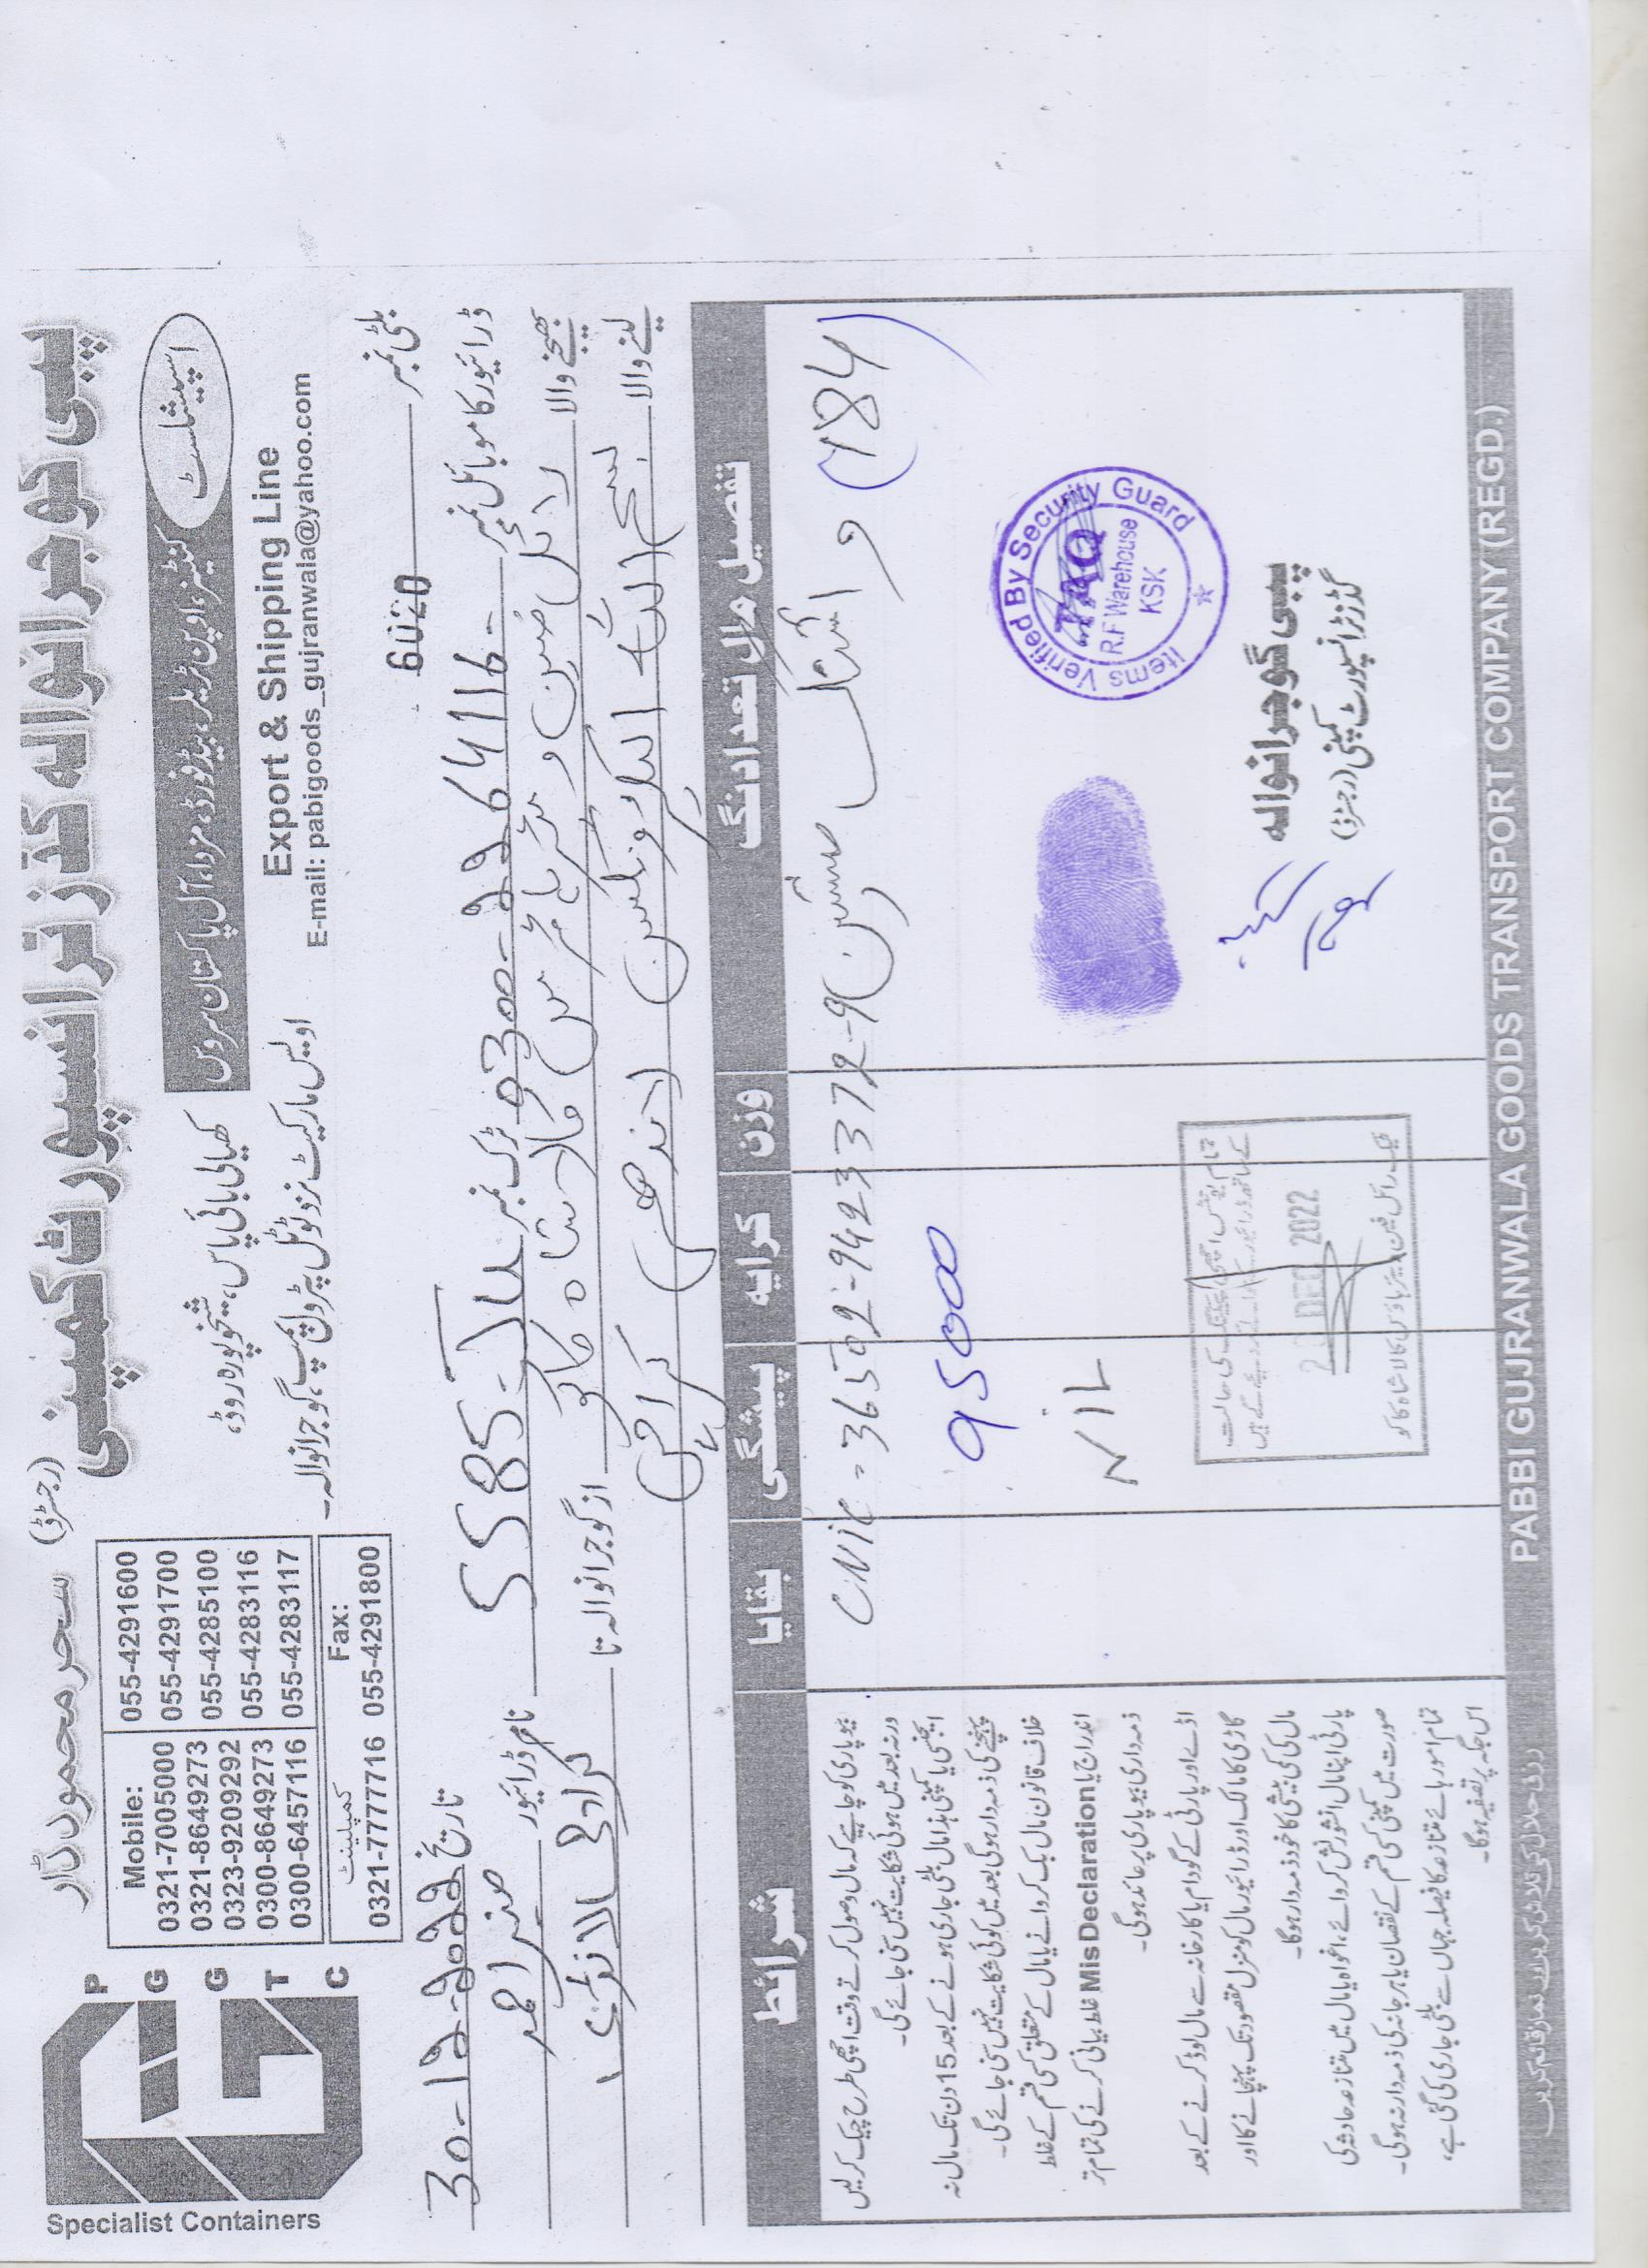 پبی گوجرانوالہ گڈز ٹرانسپورٹ کمپنی (رجسٹرڈ)
سحر محمود ڈار
PGGTC
Specialist Containers
Mobile:
0321-7005000
0321-8649273
0323-9209292
0300-8649273
0300-6457116
055-4291600
055-4291700
055-4285100
055-4283116
055-4283117
کمپلینٹ
0321-7777716
Fax:
055-4291800
اسپیشلسٹ
کنٹینر، اوپن ٹریلر، بیڈفورڈ، مزدا، آل پاکستان سروس
کھیالی بائی پاس، شیخوپورہ روڈ،
اویس مارکیٹ نزد ٹوٹل پٹرول پمپ، گوجرانوالہ۔
Export & Shipping Line
E-mail: pabigoods_gujranwala@yahoo.com
بلٹی نمبر 6020
تاریخ 30-12-2022
ڈرائیور کا موبائل نمبر 0300-2264116 ٹرک نمبر 5585 نام ڈرائیور منیر احمد
بھیجنے والا رائل فین ویئر ہاؤس کالا شاہ کاکو از گوجرانوالہ تا کراچی
لینے والا بسم اللہ الیکٹرونکس لانڈھی کراچی
تفصیل مال تعداد نگ وزن کرایہ پیشگی بقایا شرائط
(184) واشنگ مشین
CNIC - 36502-9423372-9
95000
NIL
بیوپاری کو چاہیے کہ مال وصول کرتے وقت اچھی طرح چیک کرلیں
ورنہ بعد میں ہوئی شکایت نہیں سنی جائے گی۔
ایجنسی یا کمپنی ہذا مال بلٹی جاری ہونے کے بعد 15 دن تک مال نہ
پہنچنے کی ذمہ دار ہوگی بعد میں کوئی شکایت نہیں سنی جائے گی۔
خلاف قانون مال بک کروانے یا مال کے متعلق کسی قسم کے غلط
اندراج یا Mis Declaration غلط بیانی کرنے کی تمام تر
ذمہ داری بیوپاری پر عائد ہوگی۔
اڈے اور پارٹی کے گودام یا کارخانہ سے مال لوڈ کرنے کے بعد
گاڑی کا مالک اور ڈرائیور مال کو منزل مقصود تک پہنچانے کا اور
مال کی کمی بیشی کا خود ذمہ دار ہوگا۔
پارٹی اپنا مال انشورنش کروائے، اغواہ یا مال میں متنازعہ حادثہ کی
صورت میں کمپنی کسی قسم کے نقصان یا ہرجانہ کی ذمہ دار نہ ہوگی۔
تمام امور ہائے متنازعہ کا فیصلہ جہاں سے بلٹی جاری کی گئی ہے،
اس جگہ پر تصفیہ ہوگا۔
Items Verified By Security Guard
TAQ
R.F Warehouse
KSK
تمام یونٹس اچھی پیکنگ کی حالت
کے ساتھ ڈرائیور کے حوالے کر دیئے گئے ہیں
DEC 2022
رائل فین ویئر ہاؤس کالا شاہ کاکو
منیر احمد
پبی گوجرانوالہ
گڈز ٹرانسپورٹ کمپنی (رجسٹرڈ)
PABBI GUJRANWALA GOODS TRANSPORT COMPANY (REGD.)
رزق حلال کی تلاش کریں اور نماز قائم کریں